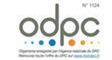 N° 1124
odpc
Organisme enregistré par l'Agence nationale du DPC
Retrouvez toute l'offre du DPC sur www.mondpc.fr